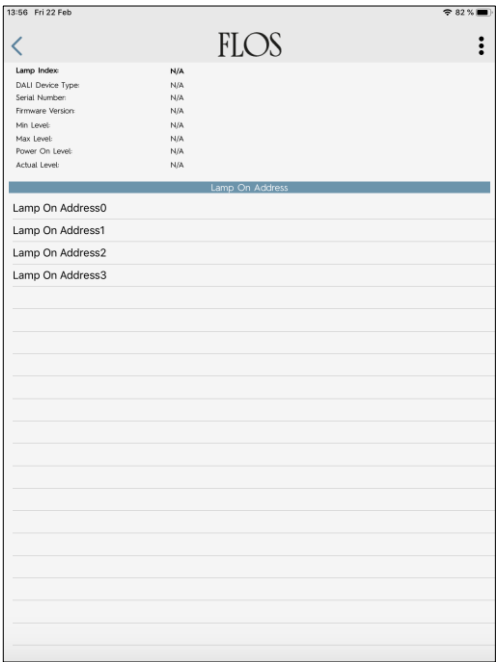 13:56 Fri 22 Feb 82 %
FLOS
Lamp Index: N/A
DALI Device Type: N/A
Serial Number: N/A
Firmware Version: N/A
Min Level: N/A
Max Level: N/A
Power On Level: N/A
Actual Level: N/A
Lamp On Address
Lamp On Address0
Lamp On Address1
Lamp On Address2
Lamp On Address3